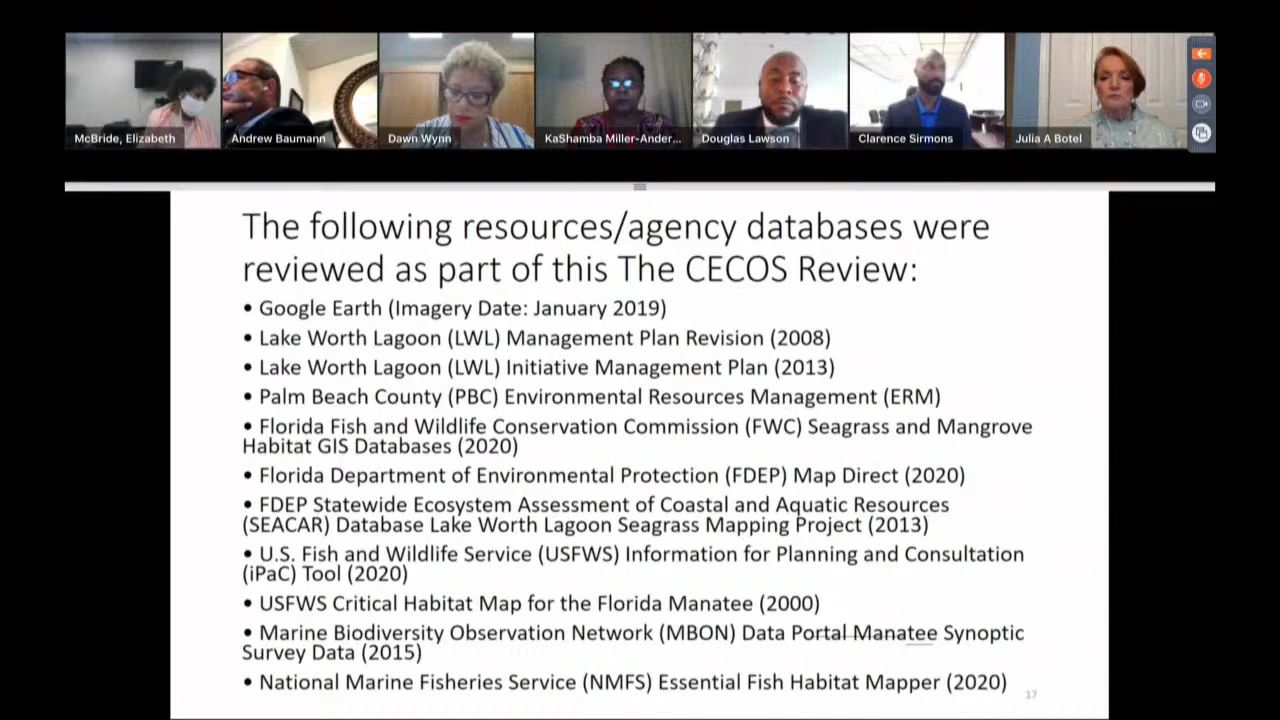 McBride, Elizabeth
Andrew Baumann
Dawn Wynn
KaShamba Miller-Ander...
Douglas Lawson
Clarence Sirmons
Julia A Botel
The following resources/agency databases were
reviewed as part of this The CECOS Review:
• Google Earth (Imagery Date: January 2019)
• Lake Worth Lagoon (LWL) Management Plan Revision (2008)
• Lake Worth Lagoon (LWL) Initiative Management Plan (2013)
• Palm Beach County (PBC) Environmental Resources Management (ERM)
• Florida Fish and Wildlife Conservation Commission (FWC) Seagrass and Mangrove
Habitat GIS Databases (2020)
• Florida Department of Environmental Protection (FDEP) Map Direct (2020)
• FDEP Statewide Ecosystem Assessment of Coastal and Aquatic Resources
(SEACAR) Database Lake Worth Lagoon Seagrass Mapping Project (2013)
• U.S. Fish and Wildlife Service (USFWS) Information for Planning and Consultation
(iPaC) Tool (2020)
• USFWS Critical Habitat Map for the Florida Manatee (2000)
• Marine Biodiversity Observation Network (MBON) Data Portal Manatee Synoptic
Survey Data (2015)
• National Marine Fisheries Service (NMFS) Essential Fish Habitat Mapper (2020)
17